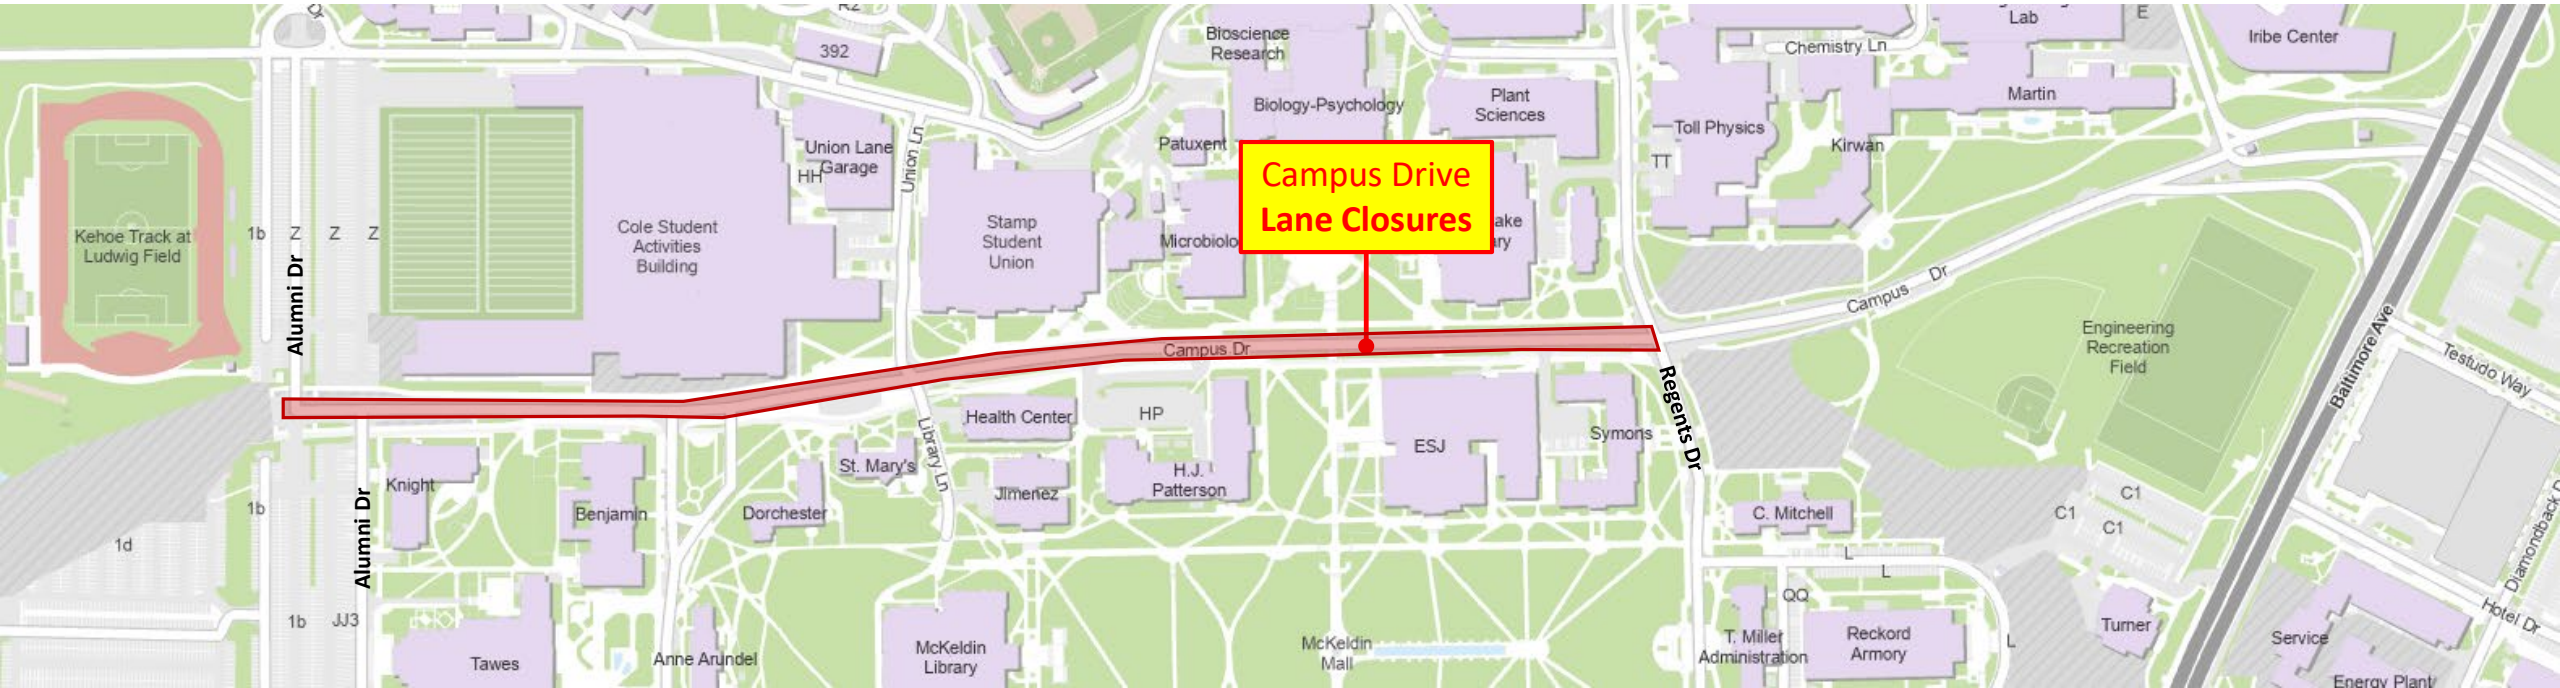 Dr
R2
Lab
E
Iribe Center
392
Bioscience
Research
Chemistry Ln
Biology-Psychology
Plant
Sciences
Martin
Toll Physics
Union Lane
Garage
HH
Union Ln
Patuxent
TT
Kirwan
Campus Drive
Lane Closures
Kehoe Track at
Ludwig Field
1b
Z
Z
Z
Cole Student
Activities
Building
Stamp
Student
Union
Microbiolo
ake
ary
Alumni Dr
Campus Dr
Campus Dr
Engineering
Recreation
Field
Baltimore Ave
Testudo Way
Regents Dr
Health Center
HP
Library Ln
Knight
St. Mary's
H.J.
Patterson
ESJ
Symons
Jimenez
Alumni Dr
1b
Benjamin
Dorchester
C. Mitchell
C1
C1
C1
1d
Diamondback D
L
L
QQ
Hotel Dr
1b
JJ3
Tawes
Anne Arundel
McKeldin
Library
McKeldin
Mall
T. Miller
Administration
Reckord
Armory
L
Turner
Service
Energy Plant